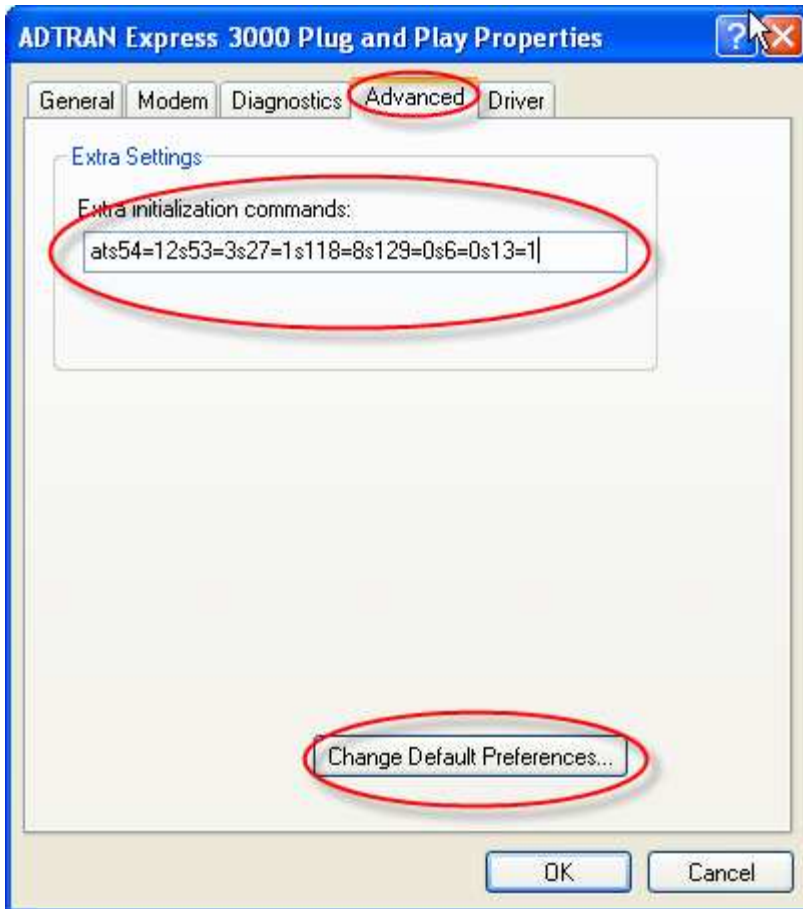 ADTRAN Express 3000 Plug and Play Properties
General Modem Diagnostics Advanced Driver
Extra Settings
Extra initialization commands:
ats54=12s53=3s27=1s118=8s129=0s6=0s13=1
Change Default Preferences...
OK Cancel